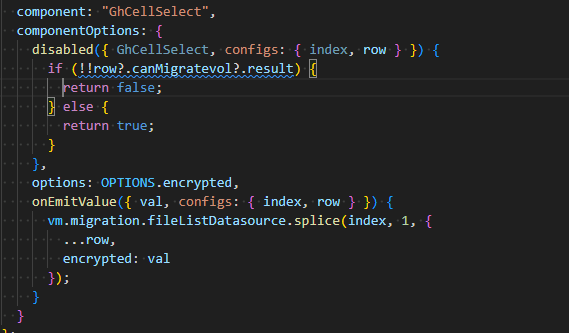 component: "GhCellSelect",
componentOptions: {
disabled({ GhCellSelect, configs: { index, row } }) {
if (!!row?.canMigratevol?.result) {
return false;
} else {
return true;
}
},
options: OPTIONS.encrypted,
onEmitValue({ val, configs: { index, row } }) {
vm.migration.fileListDatasource.splice(index, 1, {
...row,
encrypted: val
});
}
}